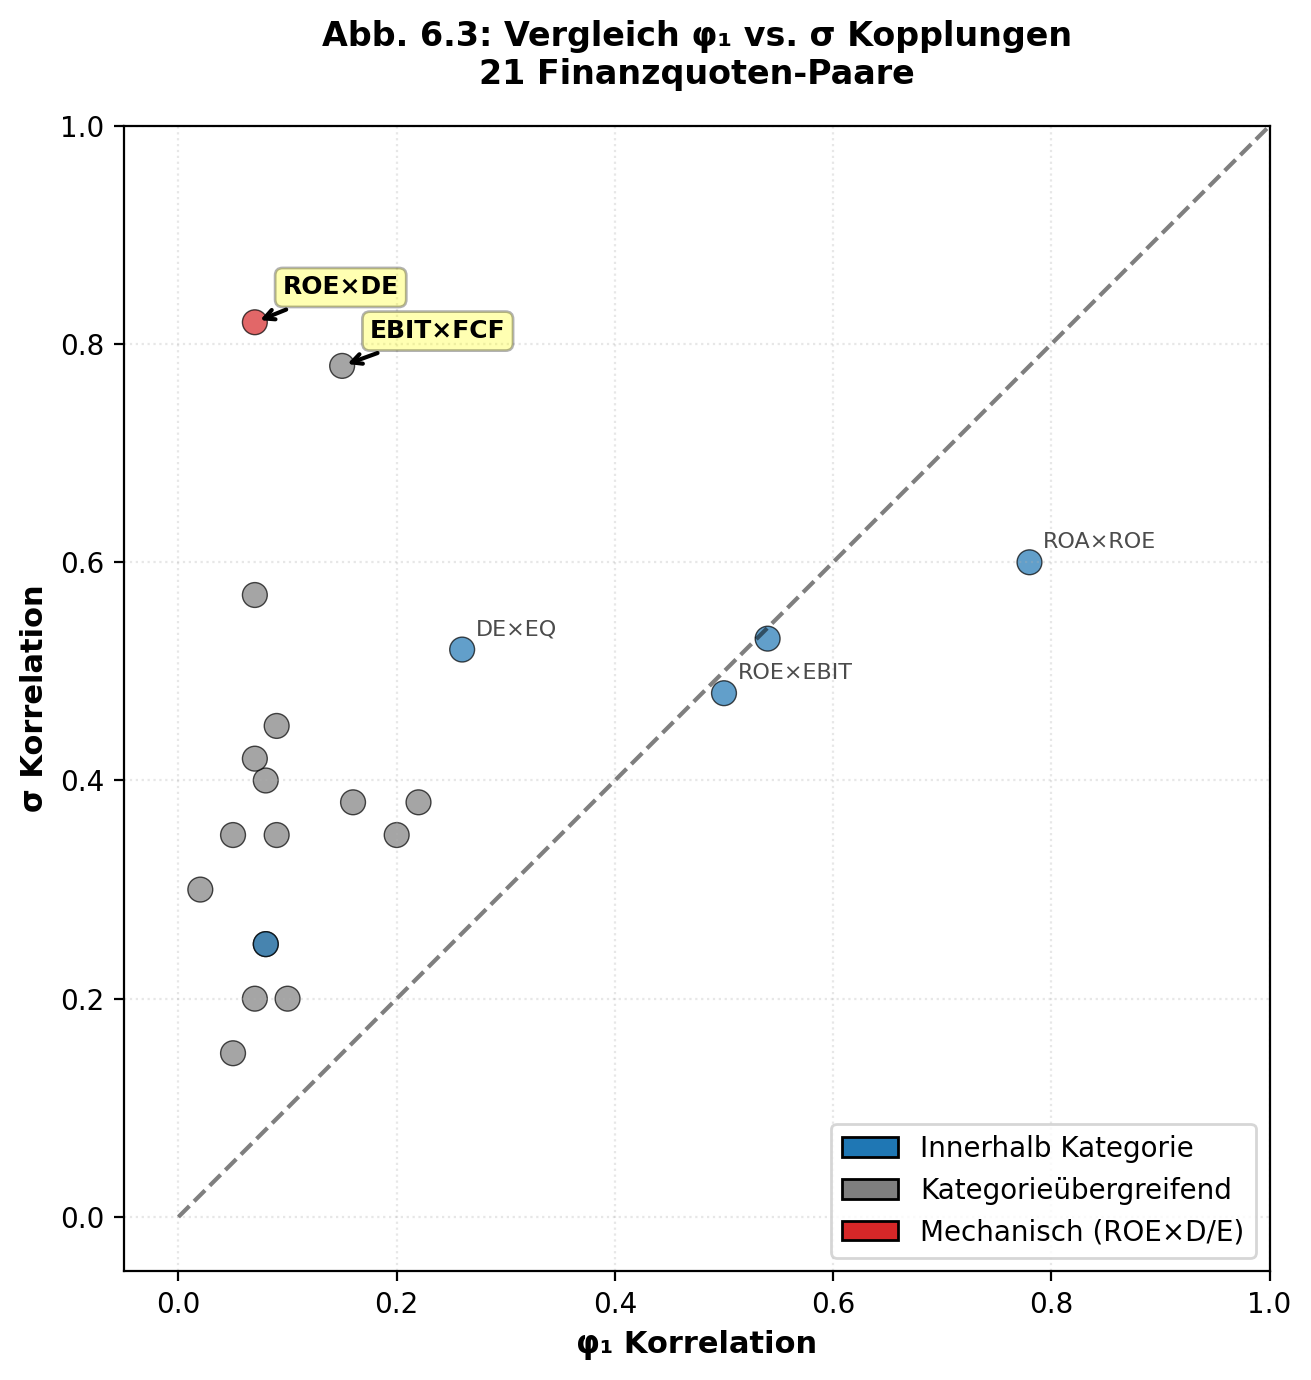 Abb. 6.3: Vergleich φ₁ vs. σ Kopplungen
21 Finanzquoten-Paare
σ Korrelation
1.0
0.8
0.6
0.4
0.2
0.0
ROE×DE
EBIT×FCF
ROA×ROE
DE×EQ
ROE×EBIT
Innerhalb Kategorie
Kategorieübergreifend
Mechanisch (ROE×D/E)
0.0
0.2
0.4
0.6
0.8
1.0
φ₁ Korrelation